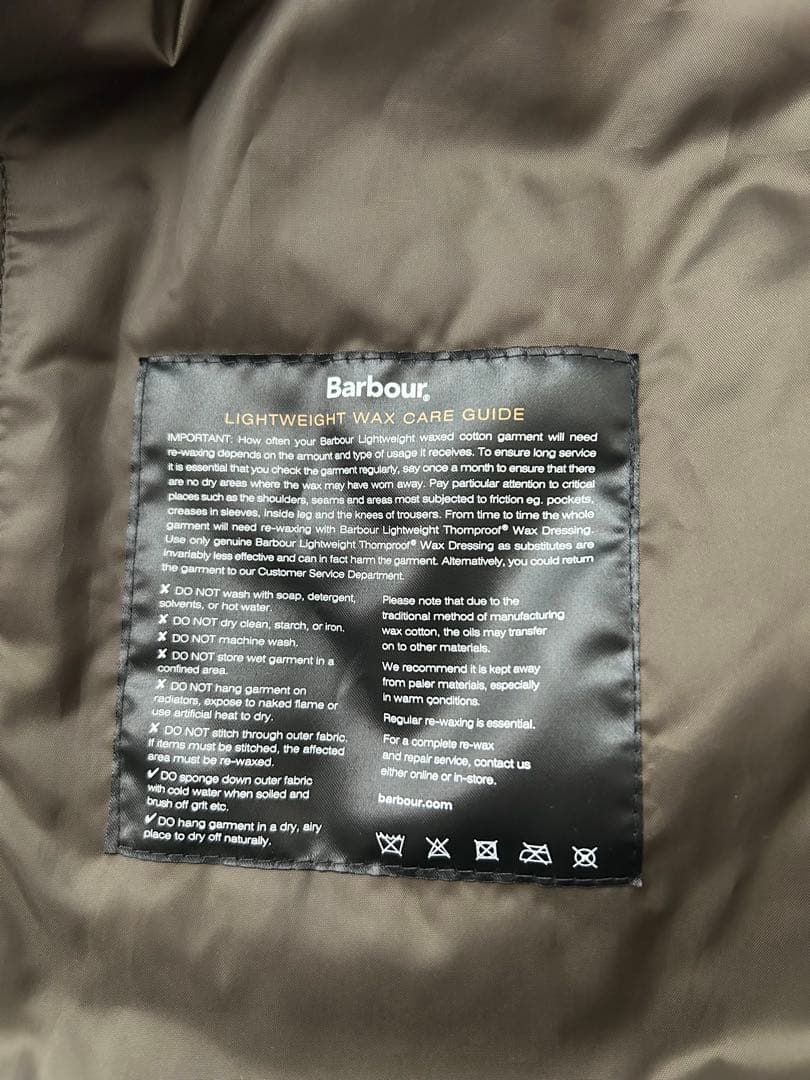 Barbour®
LIGHTWEIGHT WAX CARE GUIDE
IMPORTANT: How often your Barbour Lightweight waxed cotton garment will need
re-waxing depends on the amount and type of usage it receives. To ensure long service
it is essential that you check the garment regularly, say once a month to ensure that there
are no dry areas where the wax may have worn away. Pay particular attention to critical
places such as the shoulders, seams and areas most subjected to friction eg. pockets,
creases in sleeves, inside leg and the knees of trousers. From time to time the whole
garment will need re-waxing with Barbour Lightweight Thornproof® Wax Dressing.
Use only genuine Barbour Lightweight Thornproof® Wax Dressing as substitutes are
invariably less effective and can in fact harm the garment. Alternatively, you could return
the garment to our Customer Service Department.
✘ DO NOT wash with soap, detergent,
solvents, or hot water.
✘ DO NOT dry clean, starch, or iron.
✘ DO NOT machine wash.
✘ DO NOT store wet garment in a
confined area.
✘ DO NOT hang garment on
radiators, expose to naked flame or
use artificial heat to dry.
✘ DO NOT stitch through outer fabric.
If items must be stitched, the affected
area must be re-waxed.
✔ DO sponge down outer fabric
with cold water when soiled and
brush off grit etc.
✔ DO hang garment in a dry, airy
place to dry off naturally.
Please note that due to the
traditional method of manufacturing
wax cotton, the oils may transfer
on to other materials.
We recommend it is kept away
from paler materials, especially
in warm conditions.
Regular re-waxing is essential.
For a complete re-wax
and repair service, contact us
either online or in-store.
barbour.com